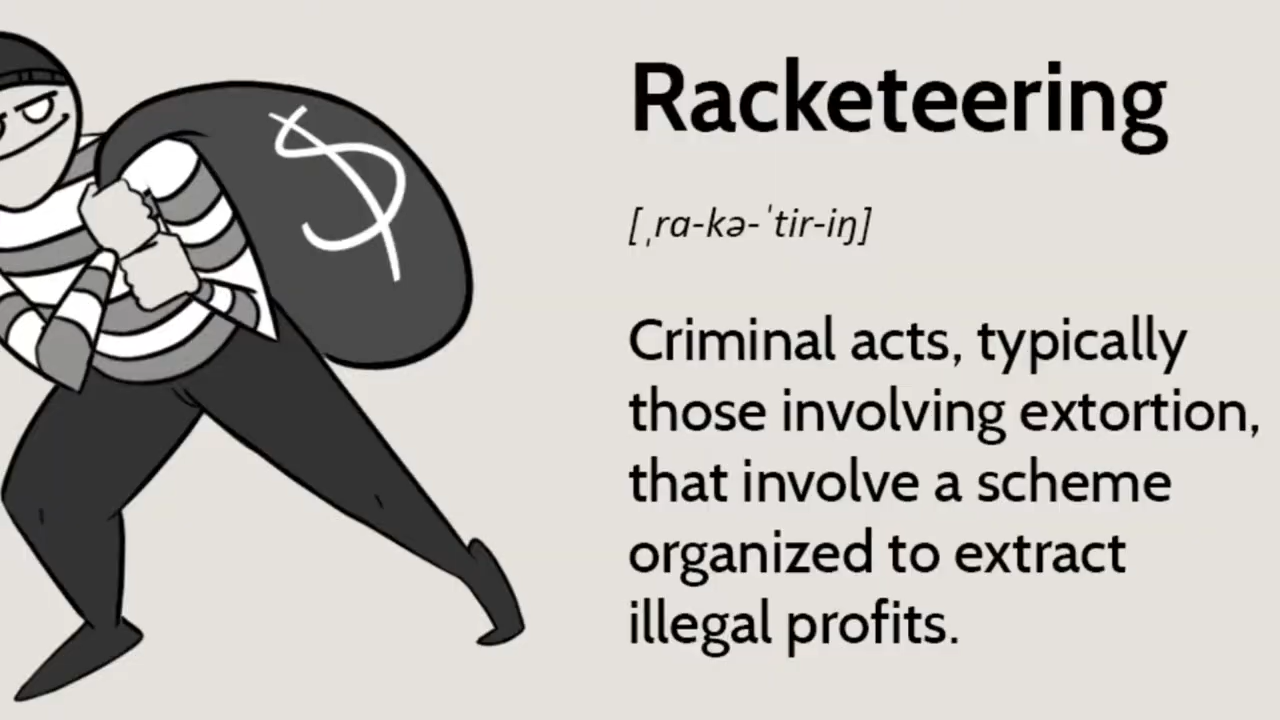 $
Racketeering
[ˌra-kə-ˈtir-iŋ]
Criminal acts, typically
those involving extortion,
that involve a scheme
organized to extract
illegal profits.